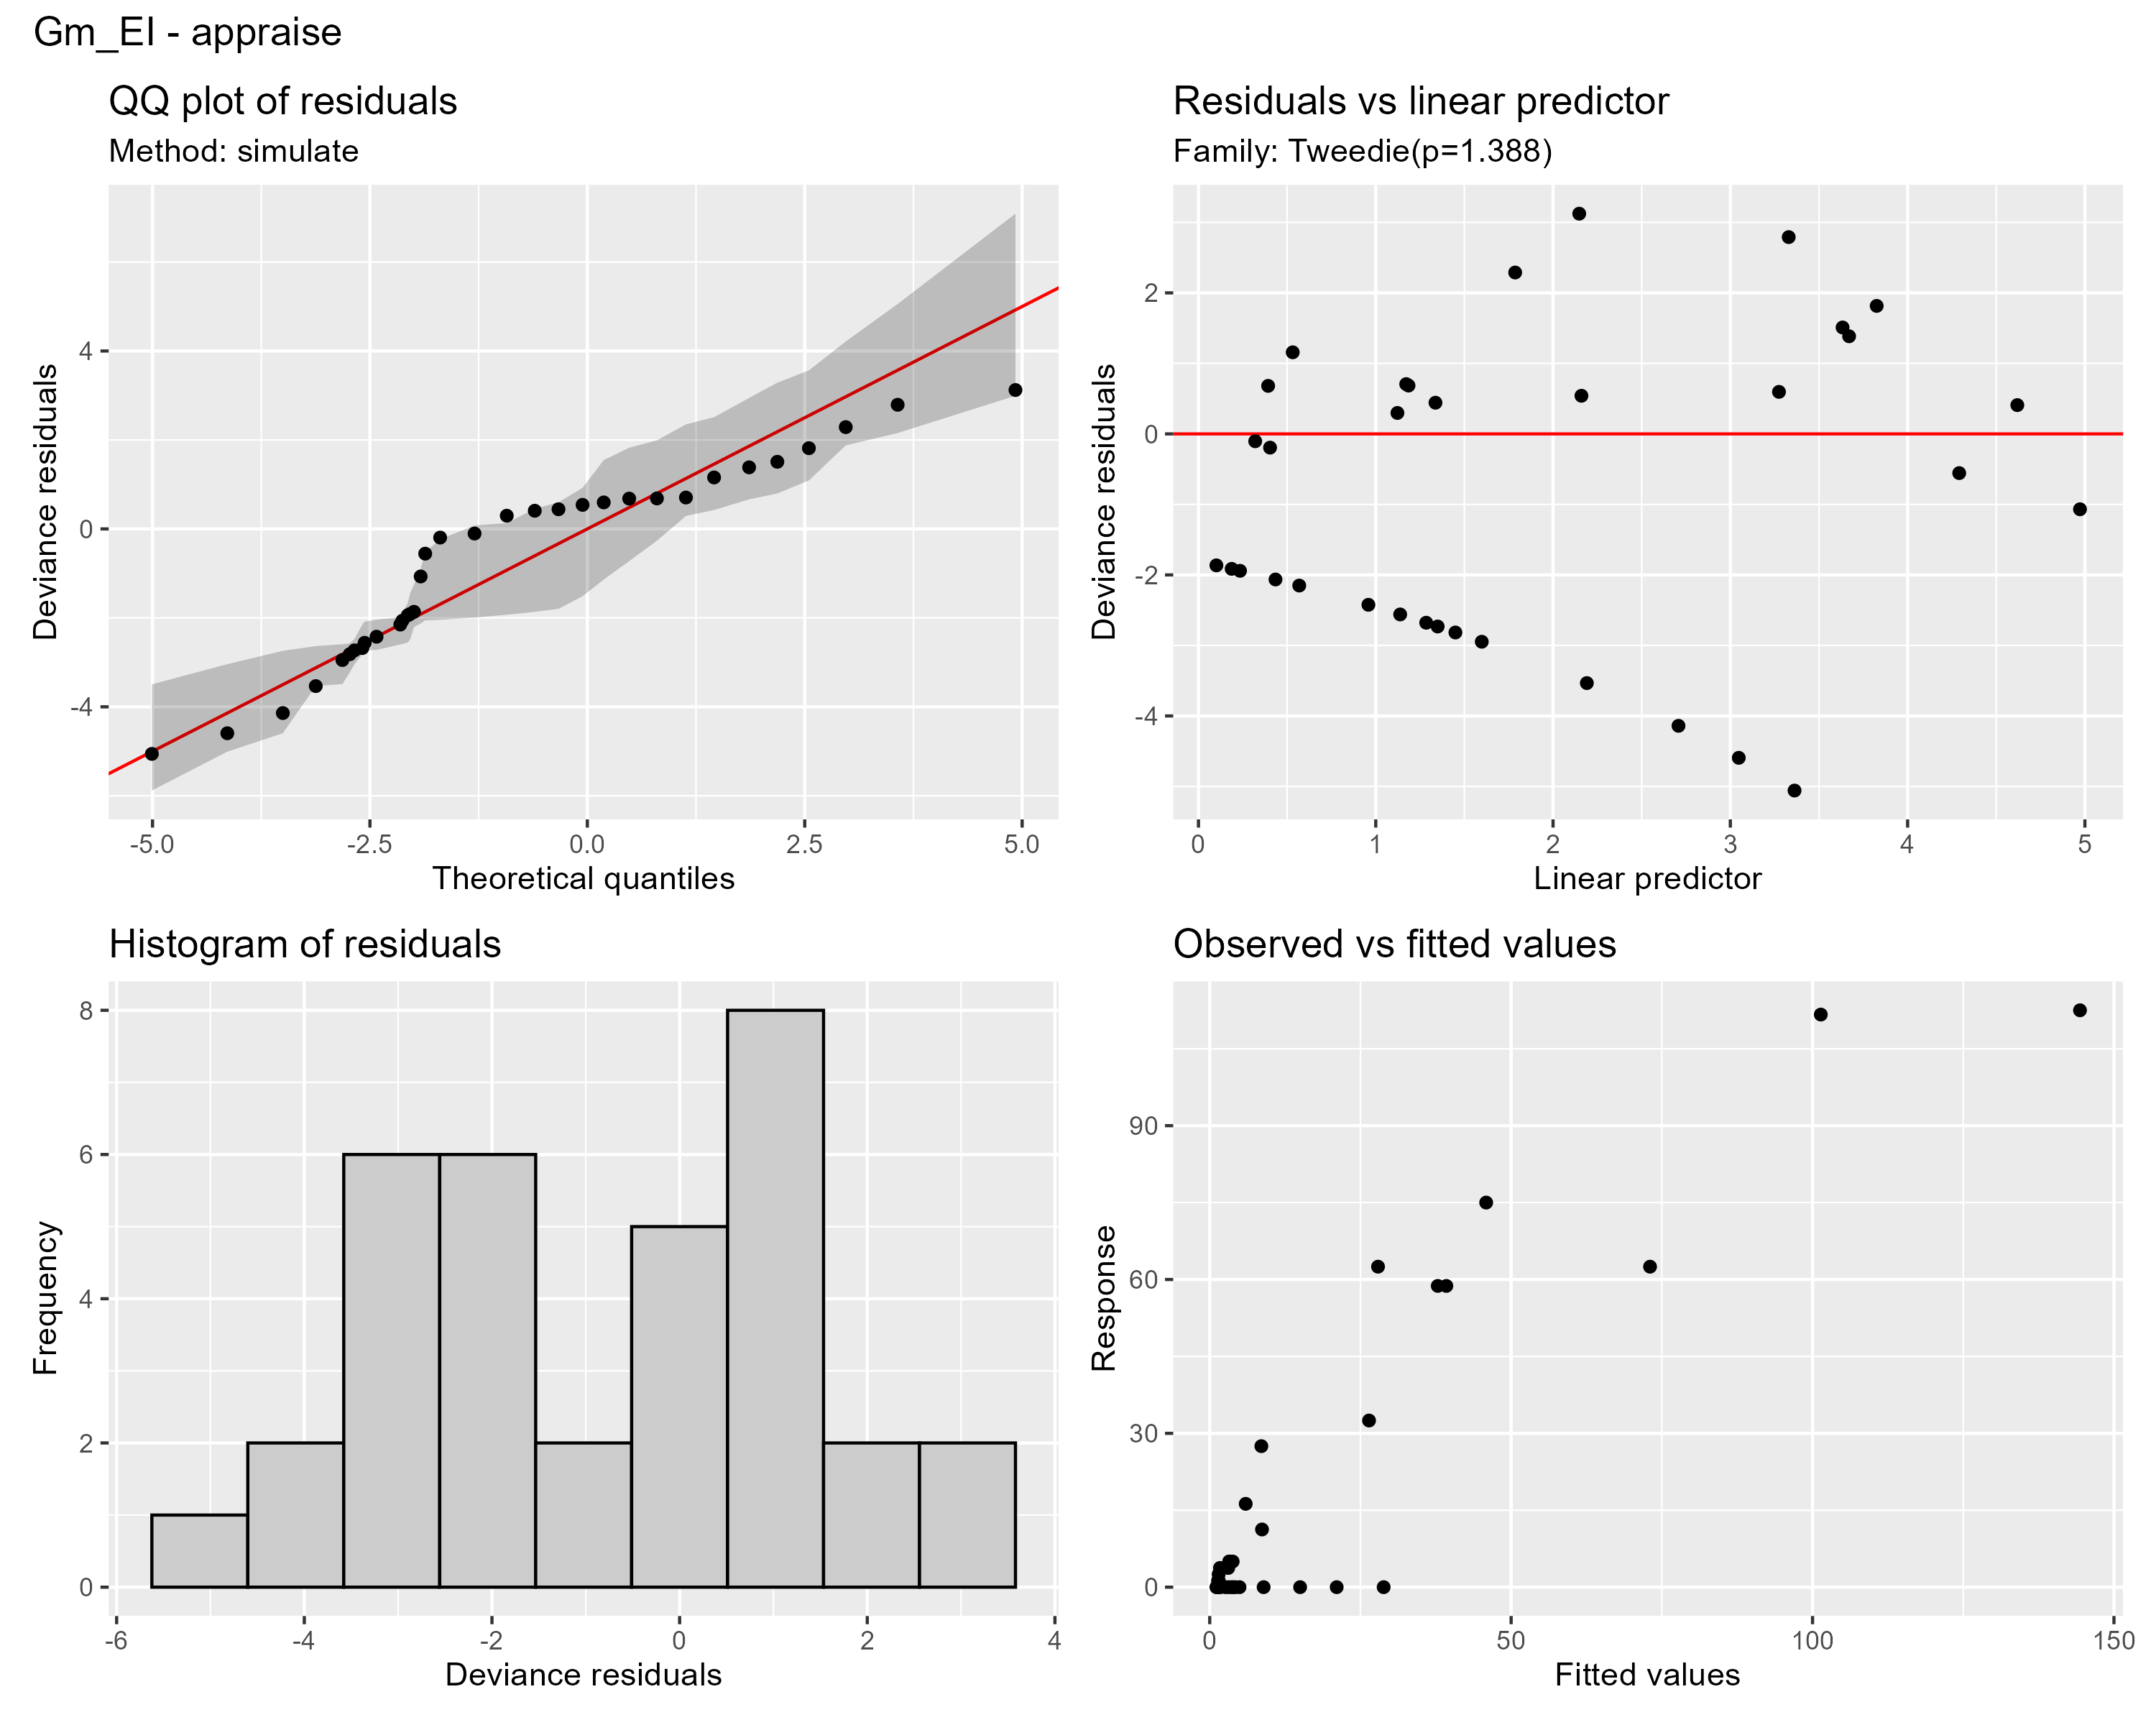 Gm_EI - appraise
QQ plot of residuals
Method: simulate
4
0
-4
-5.0 -2.5 0.0 2.5 5.0
Deviance residuals
Theoretical quantiles
Residuals vs linear predictor
Family: Tweedie(p=1.388)
2
0
-2
-4
0 1 2 3 4 5
Deviance residuals
Linear predictor
Histogram of residuals
8
6
4
2
0
-6 -4 -2 0 2 4
Frequency
Deviance residuals
Observed vs fitted values
90
60
30
0
0 50 100 150
Response
Fitted values